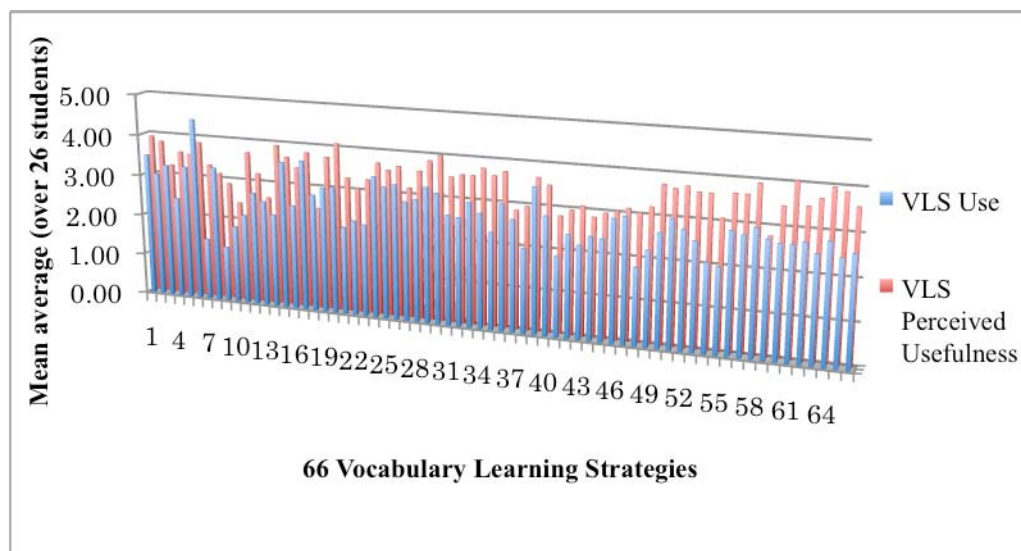 Mean average (over 26 students)
5.00
4.00
3.00
2.00
1.00
0.00
1 4 7 10 13 16 19 22 25 28 31 34 37 40 43 46 49 52 55 58 61 64
66 Vocabulary Learning Strategies
VLS Use
VLS
Perceived
Usefulness